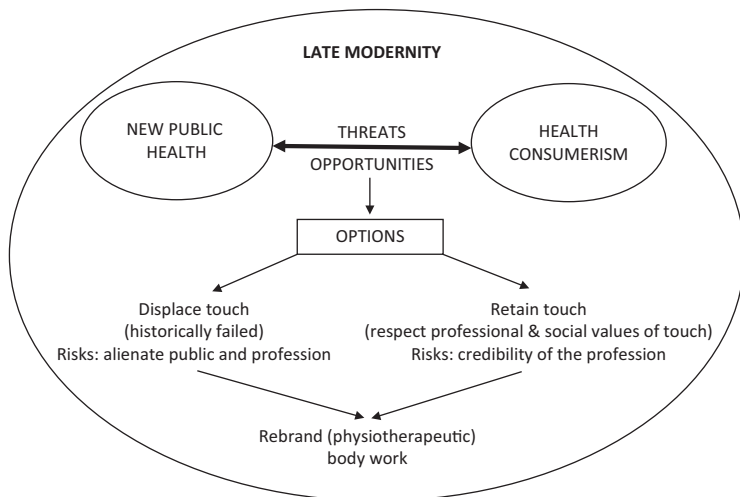 LATE MODERNITY
NEW PUBLIC
HEALTH
THREATS
OPPORTUNITIES
HEALTH
CONSUMERISM
OPTIONS
Displace touch
(historically failed)
Risks: alienate public and profession
Retain touch
(respect professional & social values of touch)
Risks: credibility of the profession
Rebrand (physiotherapeutic)
body work